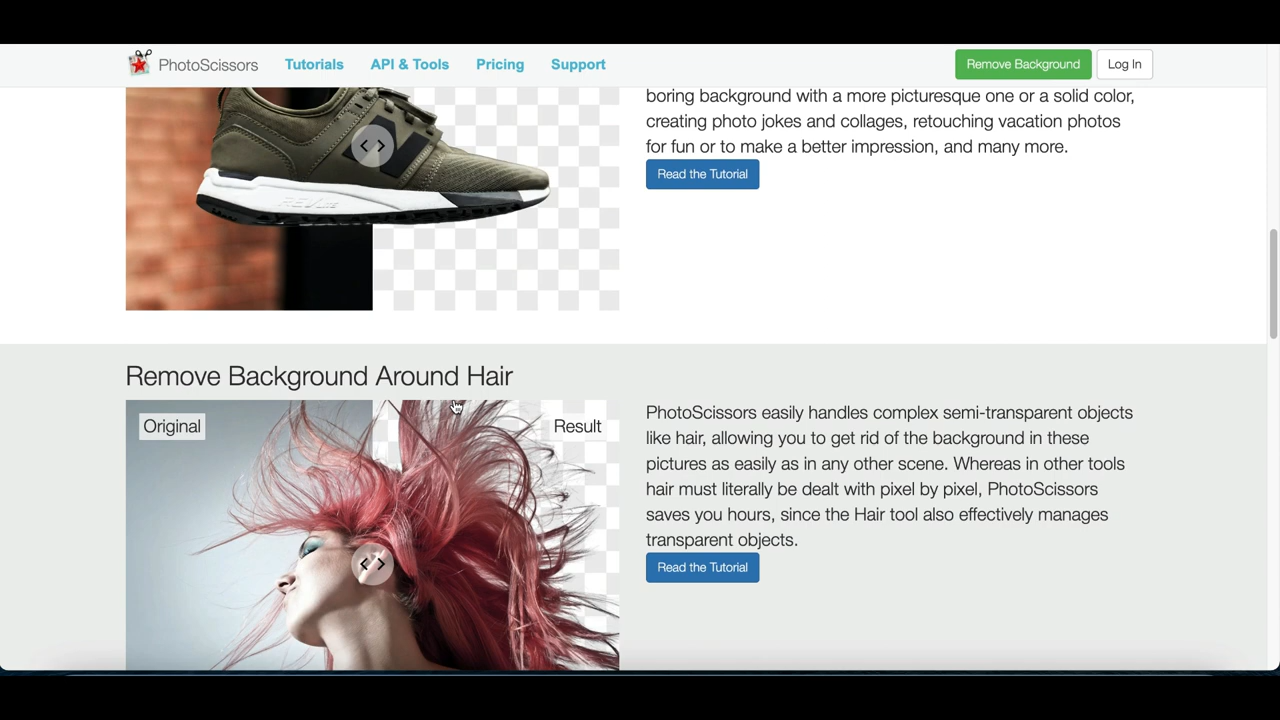 PhotoScissors Tutorials API & Tools Pricing Support Remove Background Log In
boring background with a more picturesque one or a solid color,
creating photo jokes and collages, retouching vacation photos
for fun or to make a better impression, and many more.
Read the Tutorial
Remove Background Around Hair
Original
Result
PhotoScissors easily handles complex semi-transparent objects
like hair, allowing you to get rid of the background in these
pictures as easily as in any other scene. Whereas in other tools
hair must literally be dealt with pixel by pixel, PhotoScissors
saves you hours, since the Hair tool also effectively manages
transparent objects.
Read the Tutorial